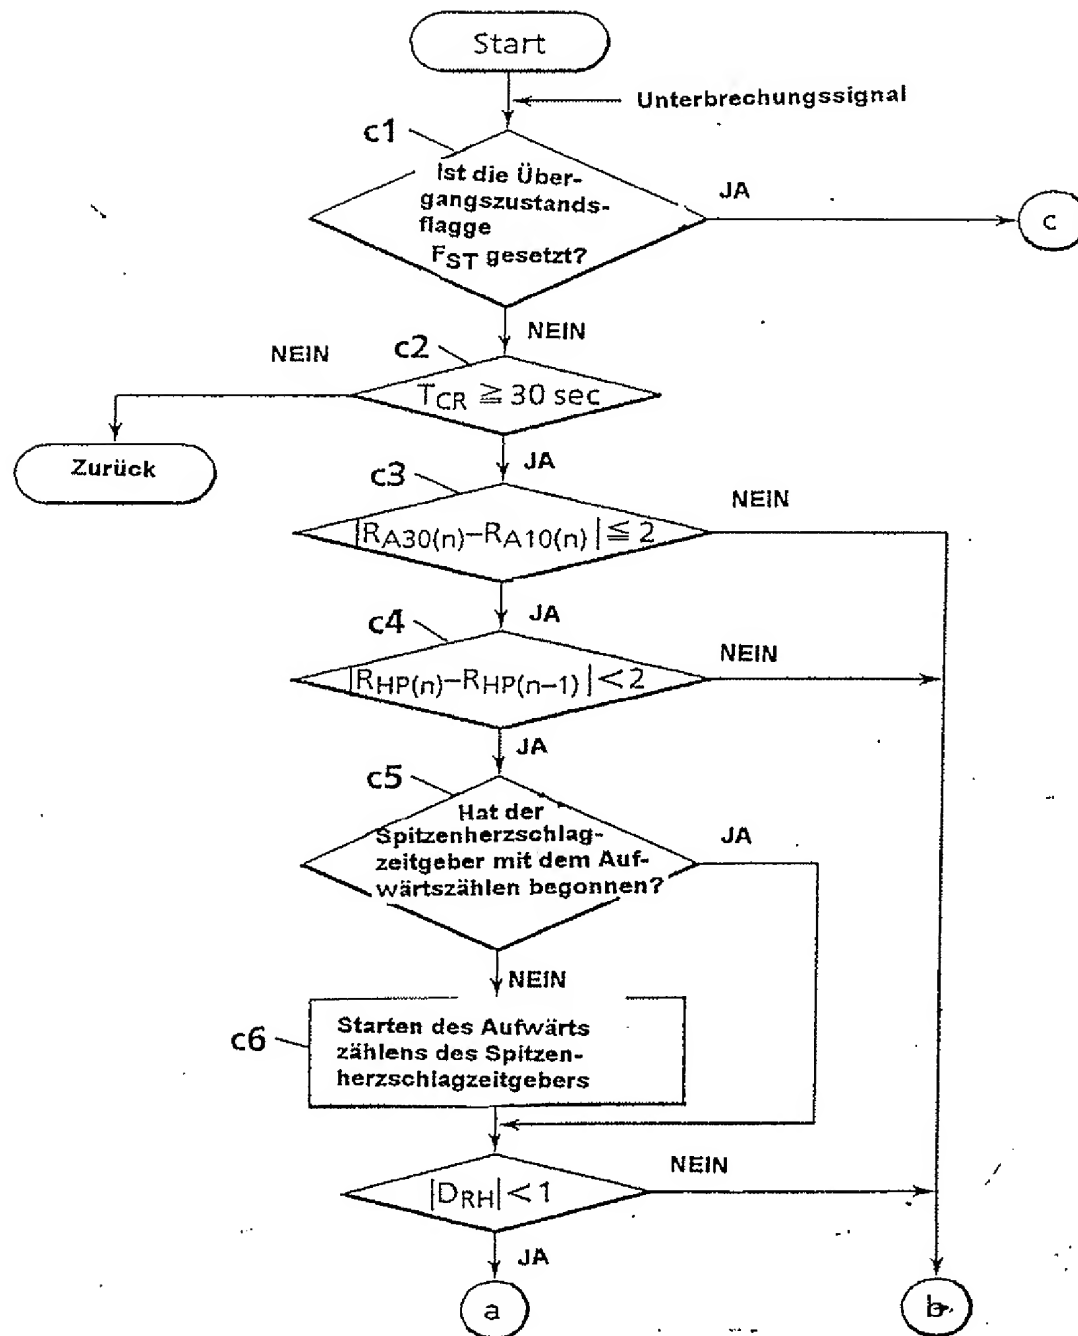 Start
Unterbrechungssignal
c1
Ist die Über-
gangszustands-
flagge
FST gesetzt?
JA
c
NEIN
c2
NEIN
TCR ≧ 30 sec
Zurück
JA
c3
NEIN
|RA30(n)–RA10(n)| ≦ 2
JA
c4
NEIN
|RHP(n)–RHP(n–1)| < 2
JA
c5
Hat der
Spitzenherzschlag-
zeitgeber mit dem Auf-
wärtszählen begonnen?
JA
NEIN
c6
Starten des Aufwärts
zählens des Spitzen-
herzschlagzeitgebers
NEIN
|DRH| < 1
JA
a
b